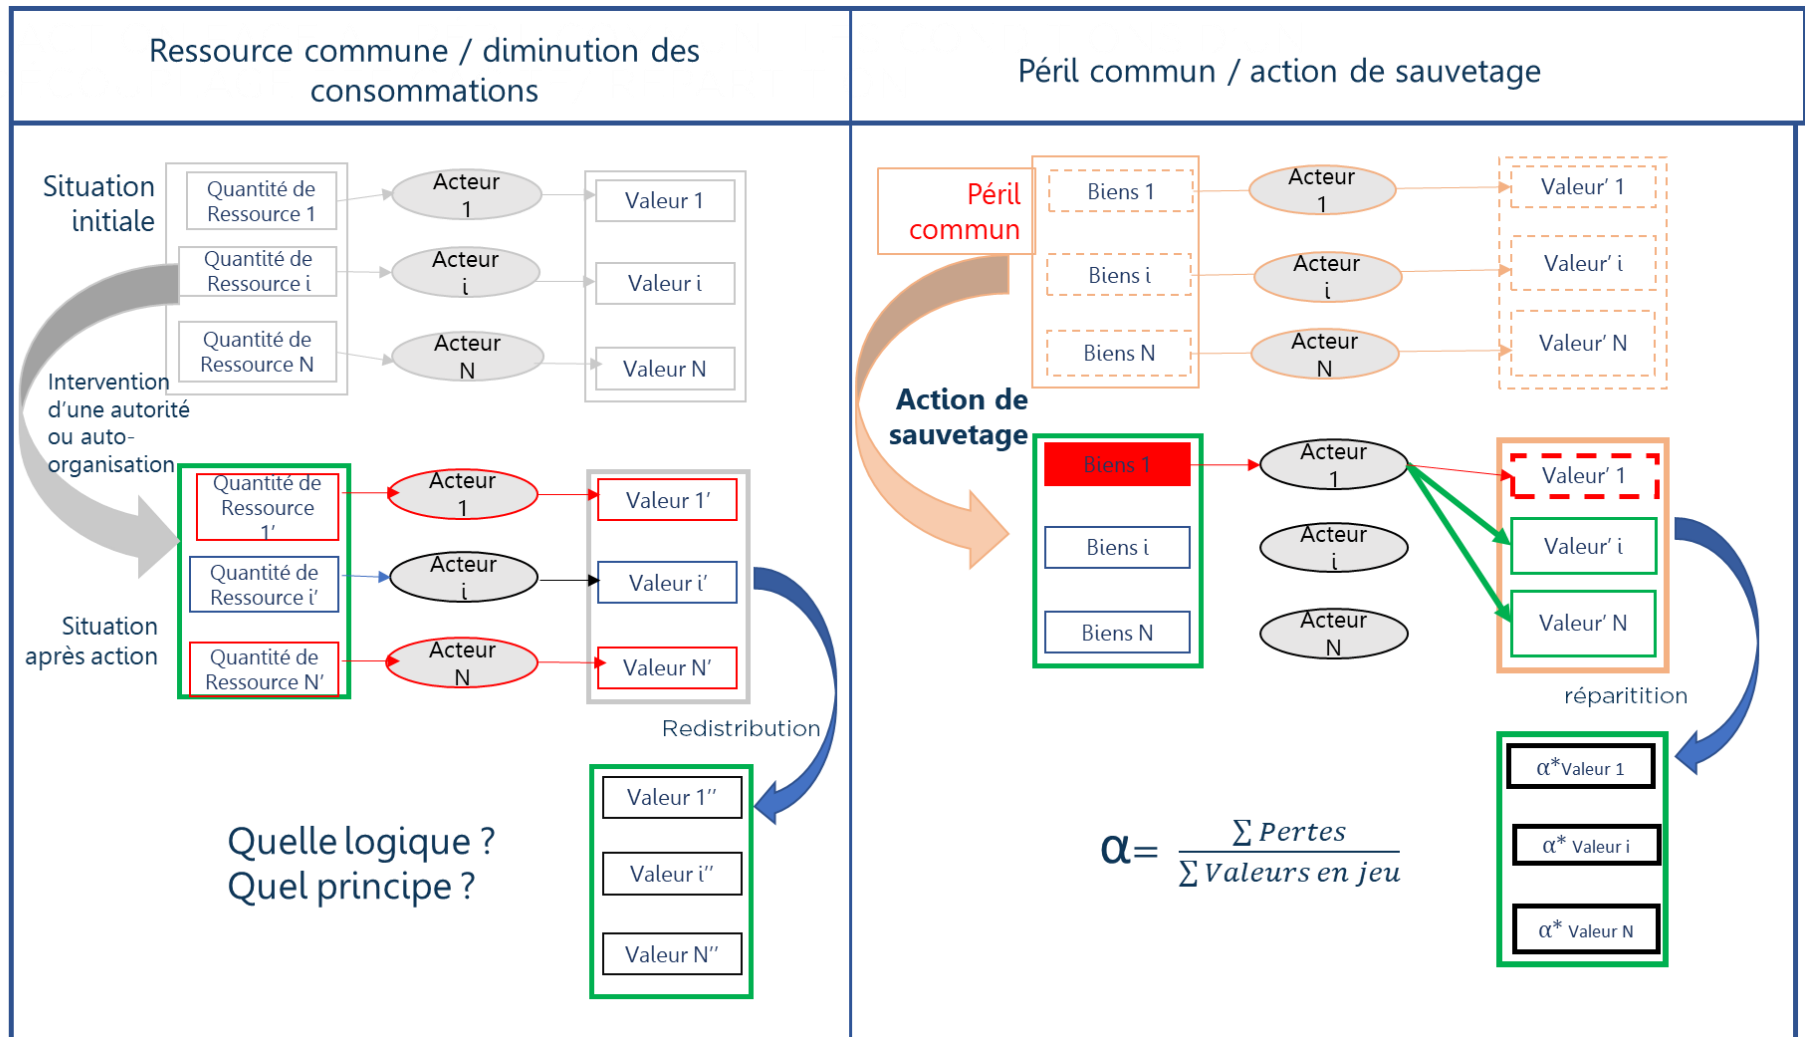 Ressource commune / diminution des
consommations
Péril commun / action de sauvetage
Situation
initiale
Quantité de
Ressource 1
Acteur
1
Valeur 1
Quantité de
Ressource i
Acteur
i
Valeur i
Quantité de
Ressource N
Acteur
N
Valeur N
Intervention
d'une autorité
ou auto-
organisation
Quantité de
Ressource
1'
Acteur
1
Valeur 1'
Quantité de
Ressource i'
Acteur
i
Valeur i'
Situation
après action
Quantité de
Ressource N'
Acteur
N
Valeur N'
Redistribution
Valeur 1''
Valeur i''
Valeur N''
Quelle logique ?
Quel principe ?
Péril
commun
Biens 1
Acteur
1
Valeur' 1
Biens i
Acteur
i
Valeur' i
Biens N
Acteur
N
Valeur' N
Action de
sauvetage
Biens 1
Acteur
1
Valeur' 1
Biens i
Acteur
i
Valeur' i
Biens N
Acteur
N
Valeur' N
réparitition
α*Valeur 1
α* Valeur i
α* Valeur N
α= ∑ Pertes
∑ Valeurs en jeu